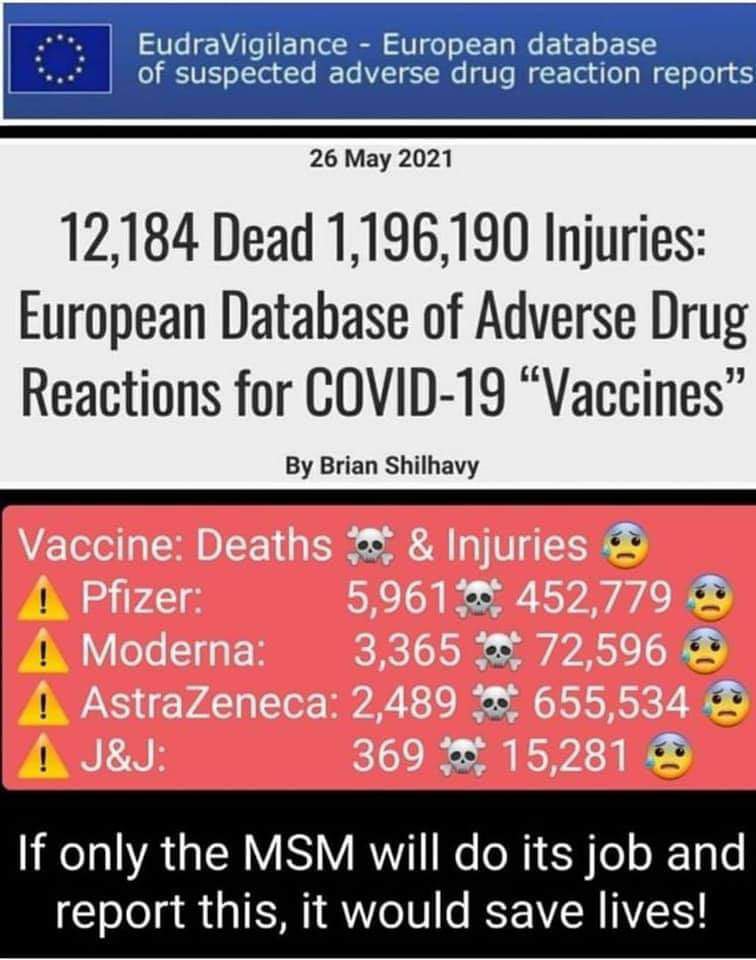 EudraVigilance - European database
of suspected adverse drug reaction reports
26 May 2021
12,184 Dead 1,196,190 Injuries:
European Database of Adverse Drug
Reactions for COVID-19 “Vaccines”
By Brian Shilhavy
Vaccine: Deaths ☠️ & Injuries 😰
⚠️ Pfizer: 5,961 ☠️ 452,779 😰
⚠️ Moderna: 3,365 ☠️ 72,596 😰
⚠️ AstraZeneca: 2,489 ☠️ 655,534 😰
⚠️ J&J: 369 ☠️ 15,281 😰
If only the MSM will do its job and
report this, it would save lives!